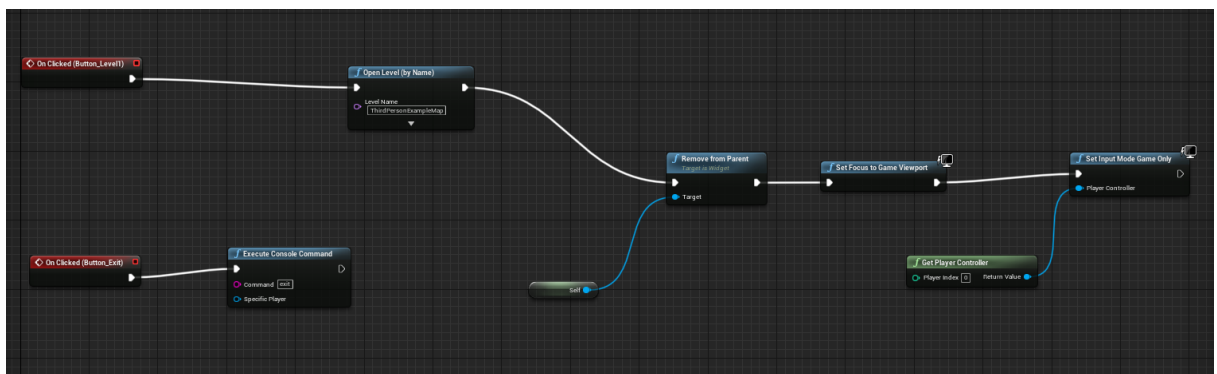 On Clicked (Button_Level1)
Open Level (by Name)
Level Name
ThirdPersonExampleMap
Remove from Parent
Target is Widget
Target
Set Focus to Game Viewport
Set Input Mode Game Only
Player Controller
On Clicked (Button_Exit)
Execute Console Command
Command exit
Specific Player
Self
Get Player Controller
Player Index 0 Return Value